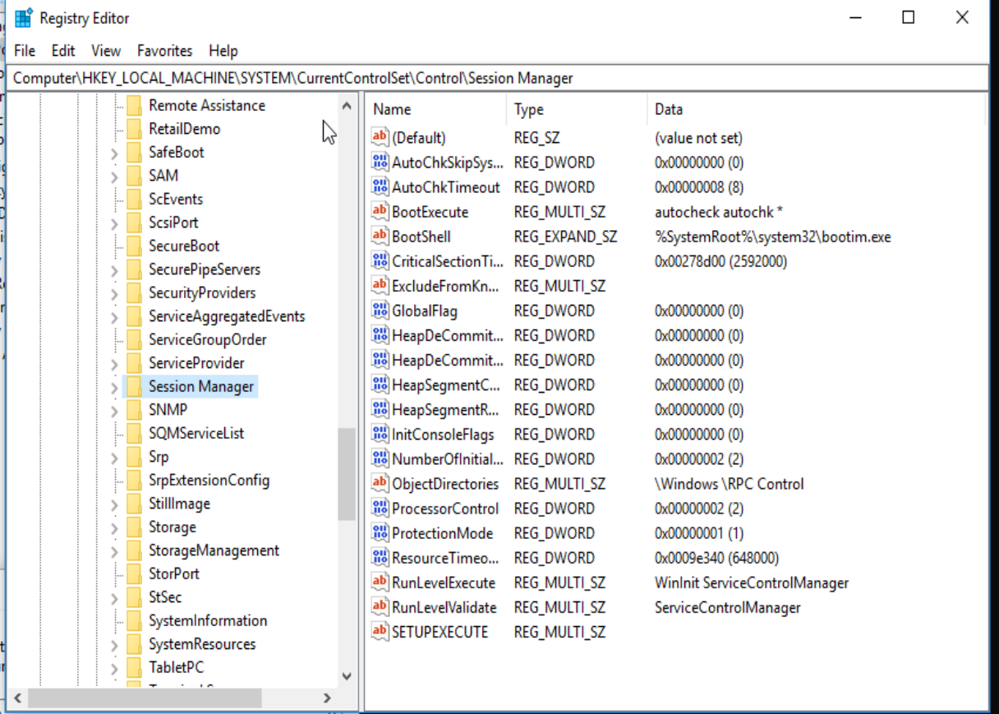 Registry Editor
File Edit View Favorites Help
Computer\HKEY_LOCAL_MACHINE\SYSTEM\CurrentControlSet\Control\Session Manager
Remote Assistance
RetailDemo
SafeBoot
SAM
ScEvents
ScsiPort
SecureBoot
SecurePipeServers
SecurityProviders
ServiceAggregatedEvents
ServiceGroupOrder
ServiceProvider
Session Manager
SNMP
SQMServiceList
Srp
SrpExtensionConfig
StillImage
Storage
StorageManagement
StorPort
StSec
SystemInformation
SystemResources
TabletPC
Name Type Data
(Default) REG_SZ (value not set)
AutoChkSkipSys... REG_DWORD 0x00000000 (0)
AutoChkTimeout REG_DWORD 0x00000008 (8)
BootExecute REG_MULTI_SZ autocheck autochk *
BootShell REG_EXPAND_SZ %SystemRoot%\system32\bootim.exe
CriticalSectionTi... REG_DWORD 0x00278d00 (2592000)
ExcludeFromKn... REG_MULTI_SZ
GlobalFlag REG_DWORD 0x00000000 (0)
HeapDeCommit... REG_DWORD 0x00000000 (0)
HeapDeCommit... REG_DWORD 0x00000000 (0)
HeapSegmentC... REG_DWORD 0x00000000 (0)
HeapSegmentR... REG_DWORD 0x00000000 (0)
InitConsoleFlags REG_DWORD 0x00000000 (0)
NumberOfInitial... REG_DWORD 0x00000002 (2)
ObjectDirectories REG_MULTI_SZ \Windows \RPC Control
ProcessorControl REG_DWORD 0x00000002 (2)
ProtectionMode REG_DWORD 0x00000001 (1)
ResourceTimeo... REG_DWORD 0x0009e340 (648000)
RunLevelExecute REG_MULTI_SZ WinInit ServiceControlManager
RunLevelValidate REG_MULTI_SZ ServiceControlManager
SETUPEXECUTE REG_MULTI_SZ